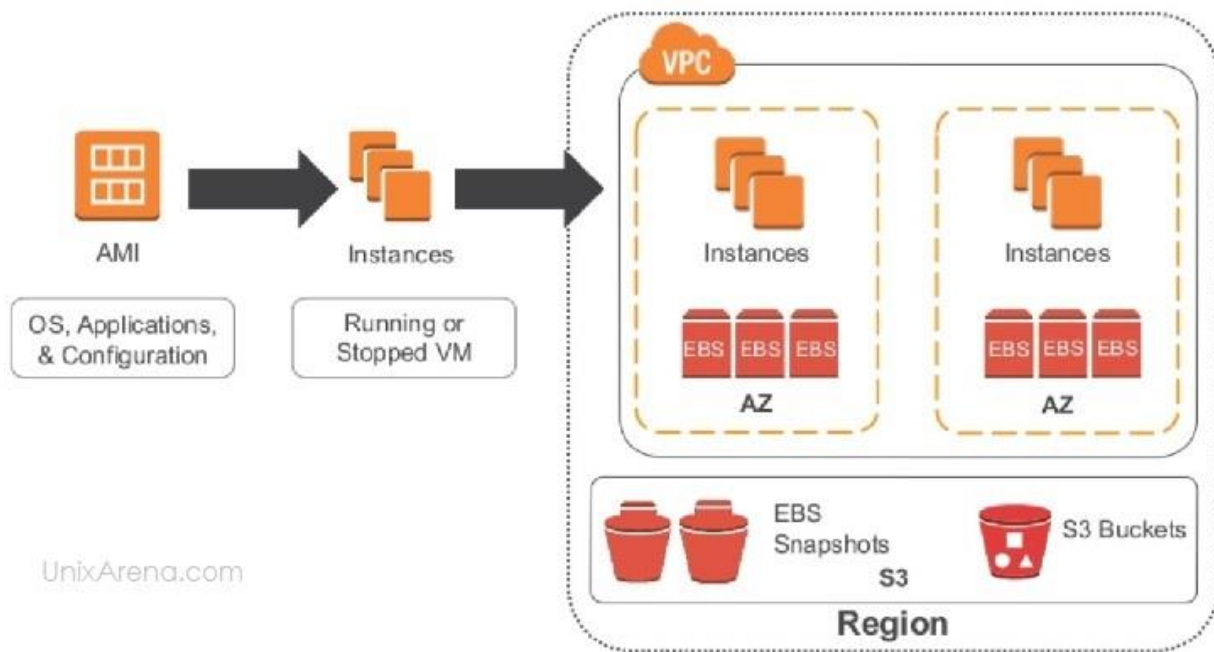 VPC
AMI
OS, Applications,
& Configuration
Instances
Running or
Stopped VM
Instances
EBS EBS EBS
AZ
Instances
EBS EBS EBS
AZ
EBS
Snapshots
S3
S3 Buckets
Region
UnixArena.com